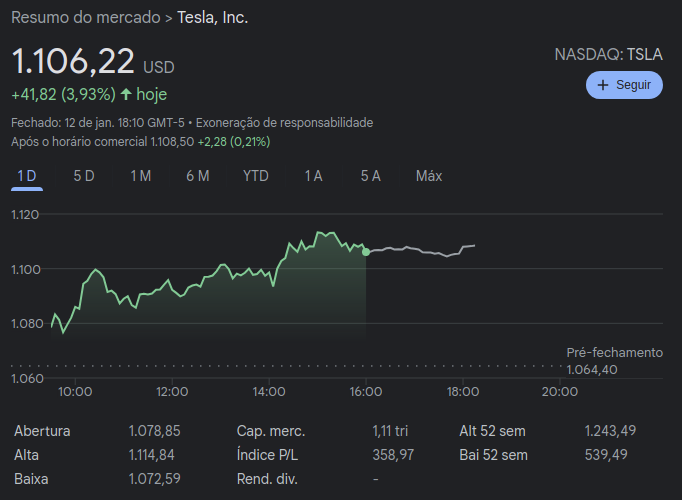 Resumo do mercado > Tesla, Inc.
1.106,22 USD
NASDAQ: TSLA
+41,82 (3,93%) ↑ hoje
+ Seguir
Fechado: 12 de jan. 18:10 GMT-5 • Exoneração de responsabilidade
Após o horário comercial 1.108,50 +2,28 (0,21%)
1 D 5 D 1 M 6 M YTD 1 A 5 A Máx
1.120
1.100
1.080
1.060
Pré-fechamento
1.064,40
10:00 12:00 14:00 16:00 18:00 20:00
Abertura 1.078,85 Cap. merc. 1,11 tri Alt 52 sem 1.243,49
Alta 1.114,84 Índice P/L 358,97 Bai 52 sem 539,49
Baixa 1.072,59 Rend. div. -